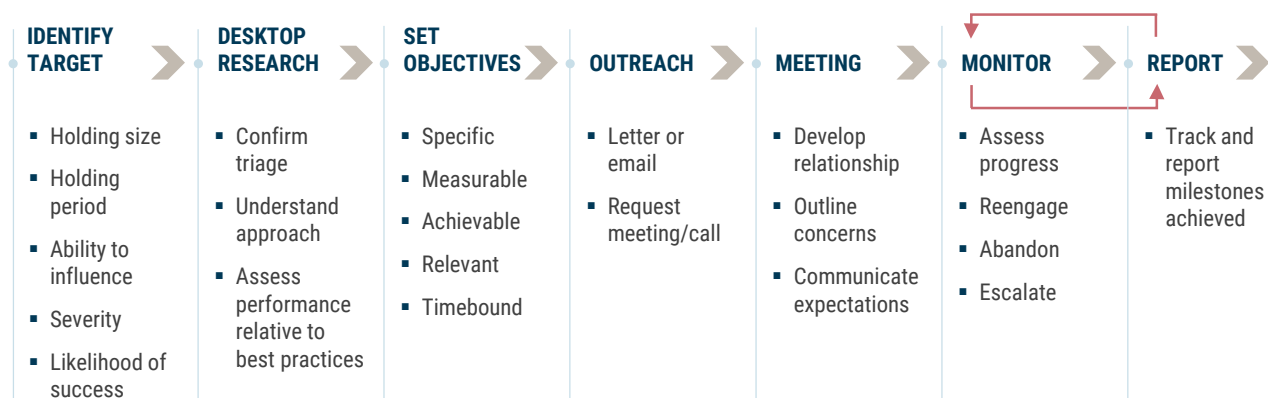 IDENTIFY
TARGET
▪ Holding size
▪ Holding
period
▪ Ability to
influence
▪ Severity
▪ Likelihood of
success
DESKTOP
RESEARCH
▪ Confirm
triage
▪ Understand
approach
▪ Assess
performance
relative to
best practices
SET
OBJECTIVES
▪ Specific
▪ Measurable
▪ Achievable
▪ Relevant
▪ Timebound
OUTREACH
▪ Letter or
email
▪ Request
meeting/call
MEETING
▪ Develop
relationship
▪ Outline
concerns
▪ Communicate
expectations
MONITOR
▪ Assess
progress
▪ Reengage
▪ Abandon
▪ Escalate
REPORT
▪ Track and
report
milestones
achieved